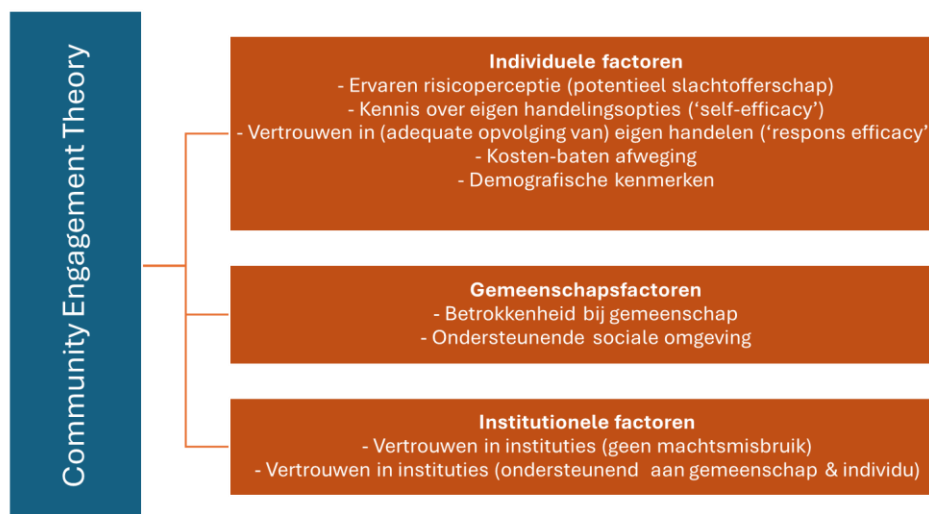 Community Engagement Theory
Individuele factoren
- Ervaren risicoperceptie (potentieel slachtofferschap)
- Kennis over eigen handelingsopties (‘self-efficacy’)
- Vertrouwen in (adequate opvolging van) eigen handelen (‘respons efficacy’
- Kosten-baten afweging
- Demografische kenmerken
Gemeenschapsfactoren
- Betrokkenheid bij gemeenschap
- Ondersteunende sociale omgeving
Institutionele factoren
- Vertrouwen in instituties (geen machtsmisbruik)
- Vertrouwen in instituties (ondersteunend aan gemeenschap & individu)